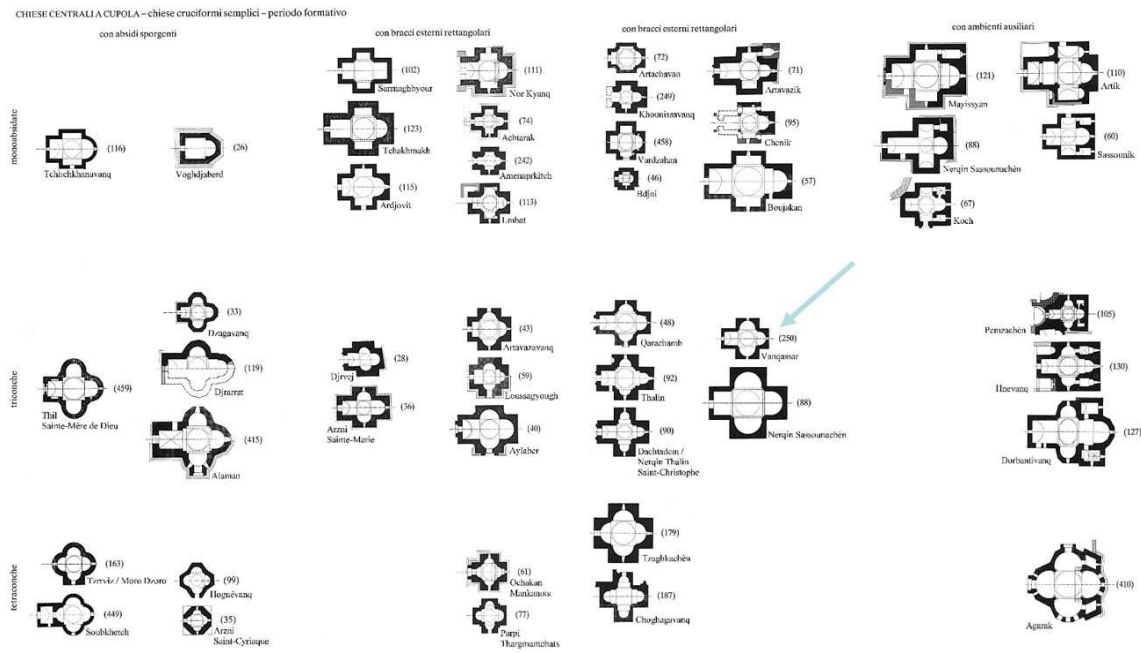 CHIESE CENTRALI A CUPOLA – chiese cruciformi semplici – periodo formativo
con absidi sporgenti
con bracci esterni rettangolari
con bracci esterni rettangolari
con ambienti ausiliari
monoabsidate
(116)
Tchitchkhanavanq
(26)
Voghdjaberd
(102)
Sarmaghbyour
(123)
Tchakhmakh
(115)
Ardjovit
(111)
Nor Kyanq
(74)
Achtarak
(242)
Amenaprkitch
(113)
Lmbat
(72)
Artachavan
(249)
Khounissavanq
(458)
Vardzahan
(46)
Bdjni
(71)
Artavazik
(95)
Chenik
(57)
Boujakan
(121)
Mayissyan
(88)
Nerqin Sassounachèn
(67)
Koch
(110)
Artik
(60)
Sassounik
triconche
(459)
Thil
Sainte-Mère de Dieu
(33)
Dzagavanq
(119)
Djrarrat
(415)
Alaman
(28)
Djrvej
(36)
Arzni
Sainte-Marie
(43)
Artavazavanq
(59)
Loussagyough
(40)
Aylaber
(48)
Qarachamb
(92)
Thalin
(90)
Dachtadem /
Nerqin Thalin
Saint-Christophe
(250)
Vanqassar
(88)
Nerqin Sassounachèn
(105)
Pemzachèn
(130)
Hnevanq
(127)
Dorbantivanq
tetraconche
(163)
Tzrviz / Moro Dzoro
(449)
Soubkhetch
(99)
Hoguévanq
(35)
Arzni
Saint-Cyriaque
(61)
Ochakan
Mankanots
(77)
Parpi
Thargmantchats
(179)
Tzaghkachèn
(187)
Choghagavanq
(410)
Agarak